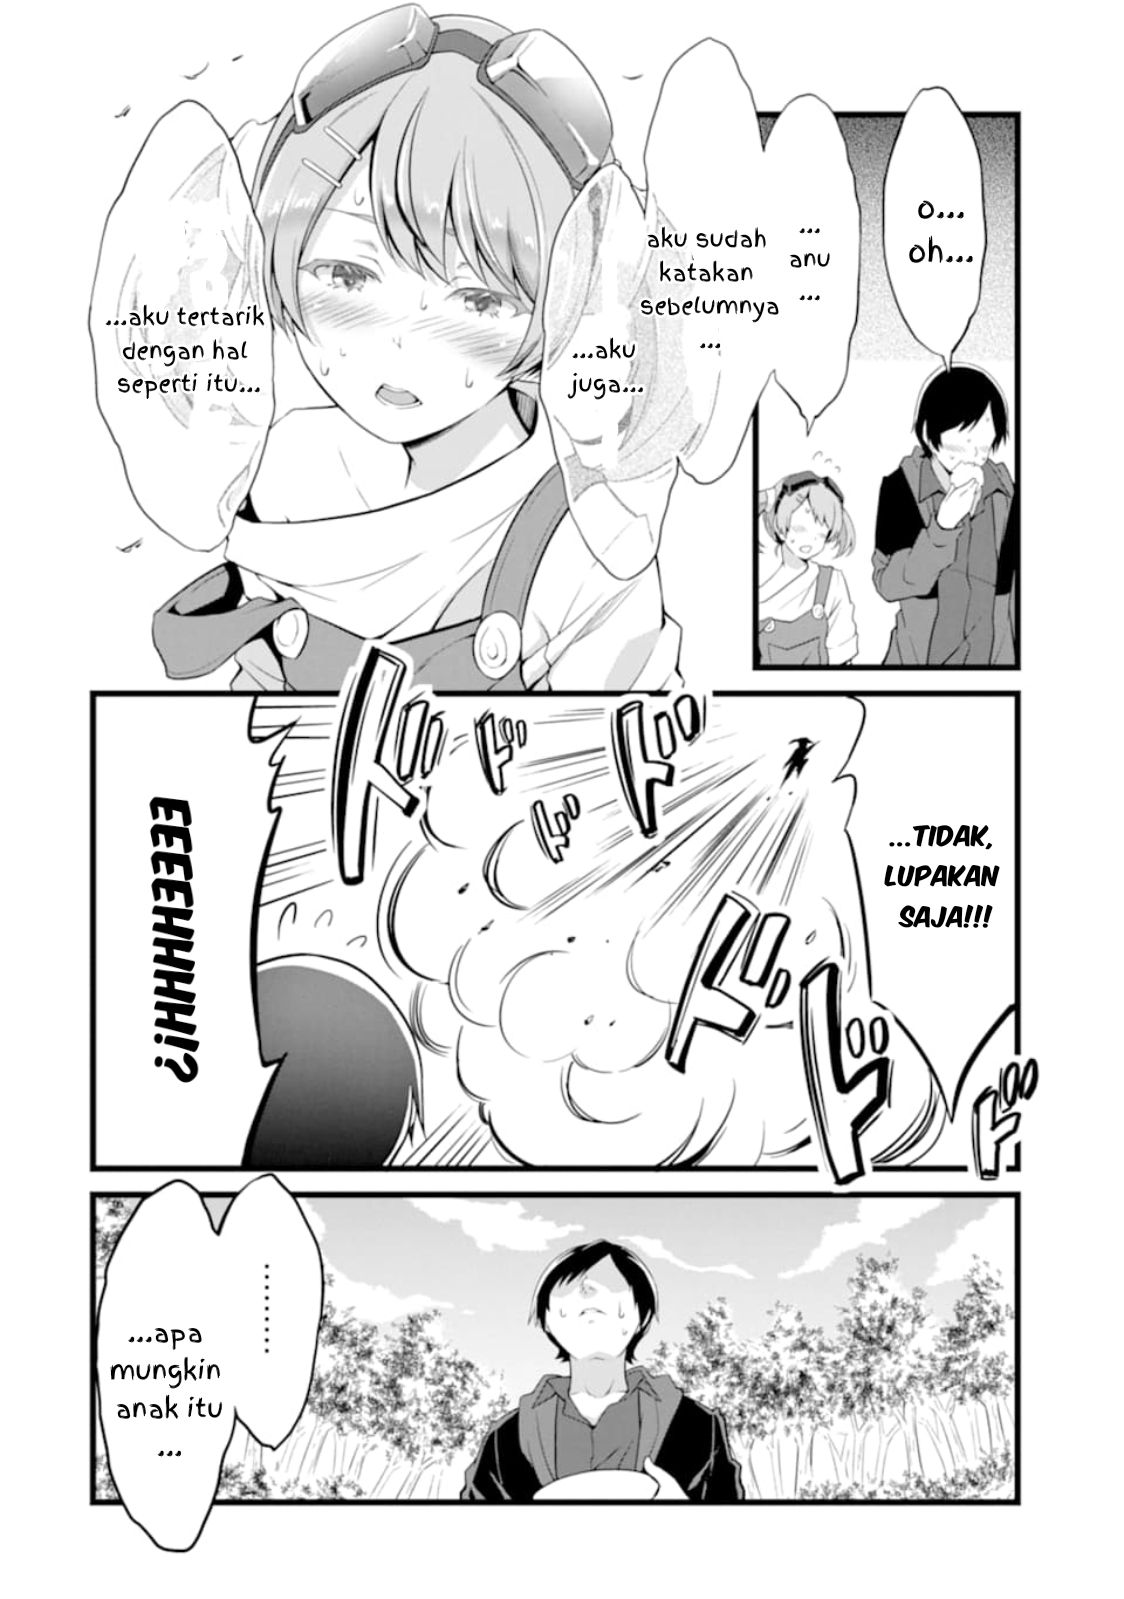 O...
OH...
...
ANU
...
AKU SUDAH
KATAKAN
SEBELUMNYA
...
...AKU
JUGA...
...AKU TERTARIK
DENGAN HAL
SEPERTI ITU...
...TIDAK,
LUPAKAN
SAJA!!!
ドドドドドドド
EEEEHHHH!?
.........
...APA
MUNGKIN
ANAK ITU
...